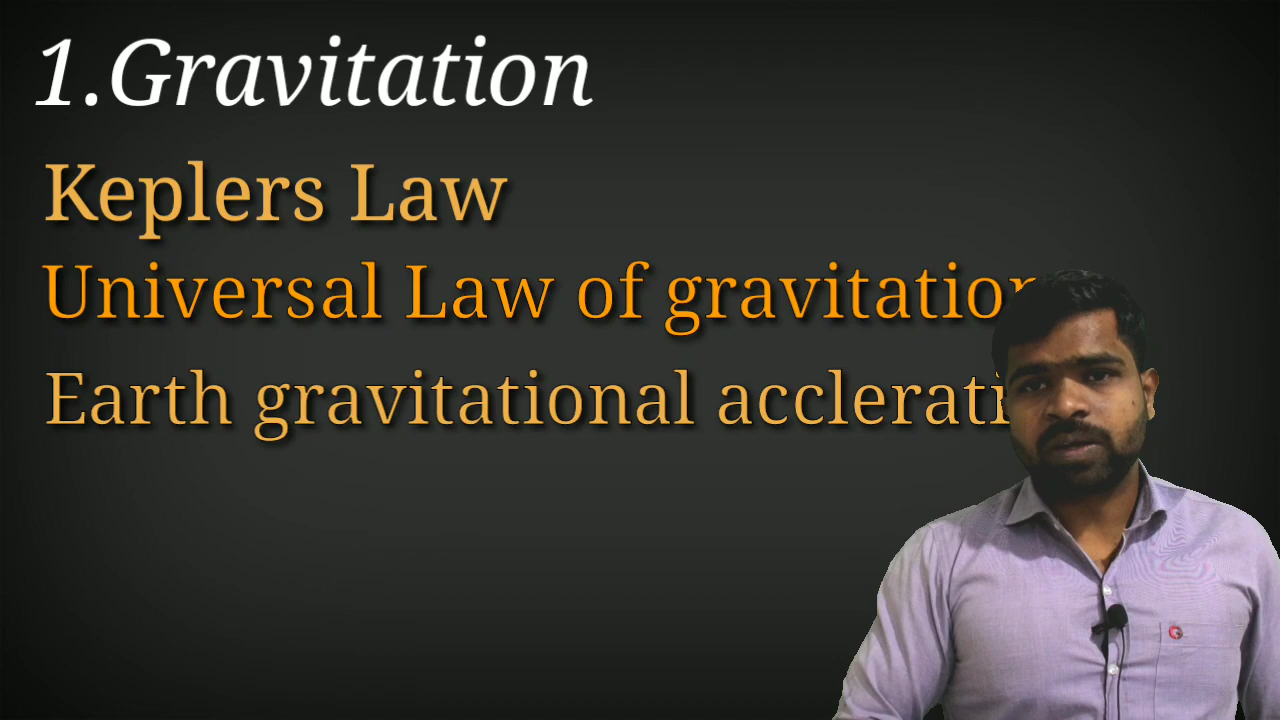 1.Gravitation
Keplers Law
Universal Law of gravitation
Earth gravitational